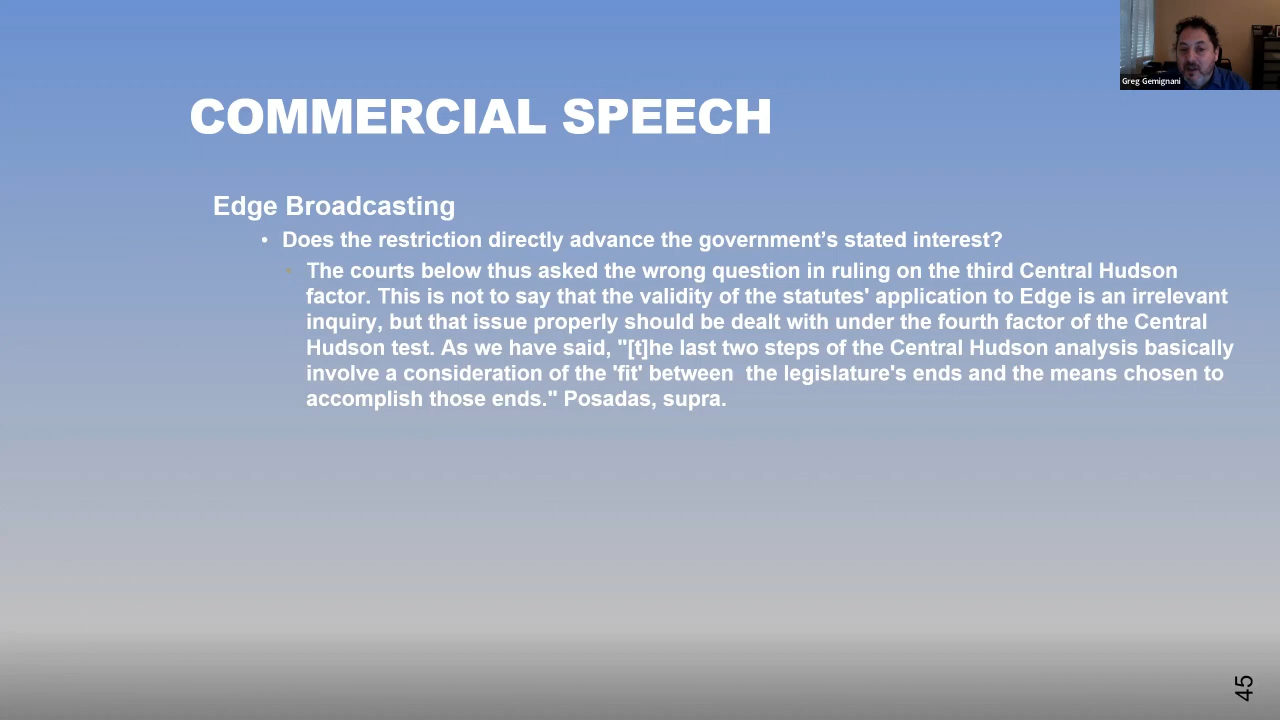 Greg Gemignani
COMMERCIAL SPEECH
Edge Broadcasting
• Does the restriction directly advance the government’s stated interest?
• The courts below thus asked the wrong question in ruling on the third Central Hudson
factor. This is not to say that the validity of the statutes' application to Edge is an irrelevant
inquiry, but that issue properly should be dealt with under the fourth factor of the Central
Hudson test. As we have said, "[t]he last two steps of the Central Hudson analysis basically
involve a consideration of the 'fit' between  the legislature's ends and the means chosen to
accomplish those ends." Posadas, supra.
45